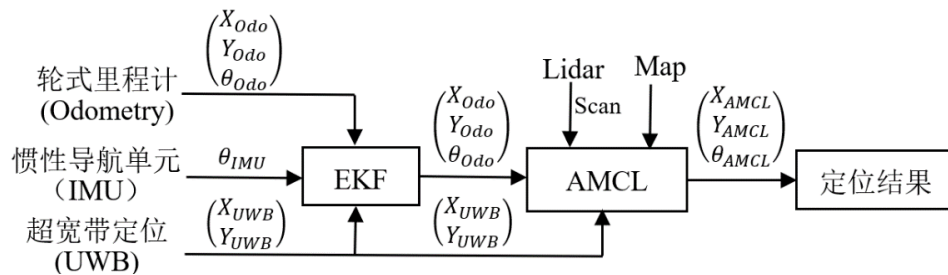 轮式里程计
(Odometry)
X_Odo
Y_Odo
θ_Odo
惯性导航单元
（IMU）
θ_IMU
超宽带定位
(UWB)
X_UWB
Y_UWB
EKF
X_Odo
Y_Odo
θ_Odo
X_UWB
Y_UWB
Lidar
Scan
Map
AMCL
X_AMCL
Y_AMCL
θ_AMCL
定位结果